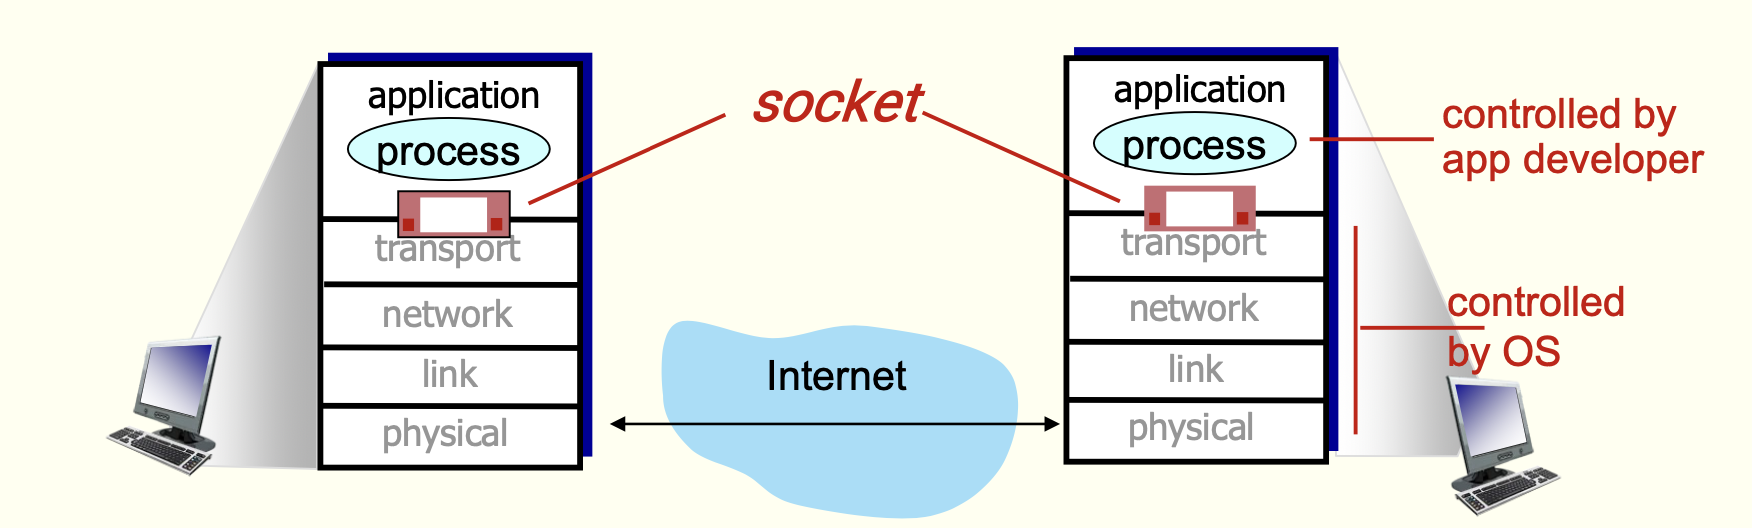 application
process
transport
network
link
physical
socket
Internet
application
process
transport
network
link
physical
controlled by
app developer
controlled
by OS